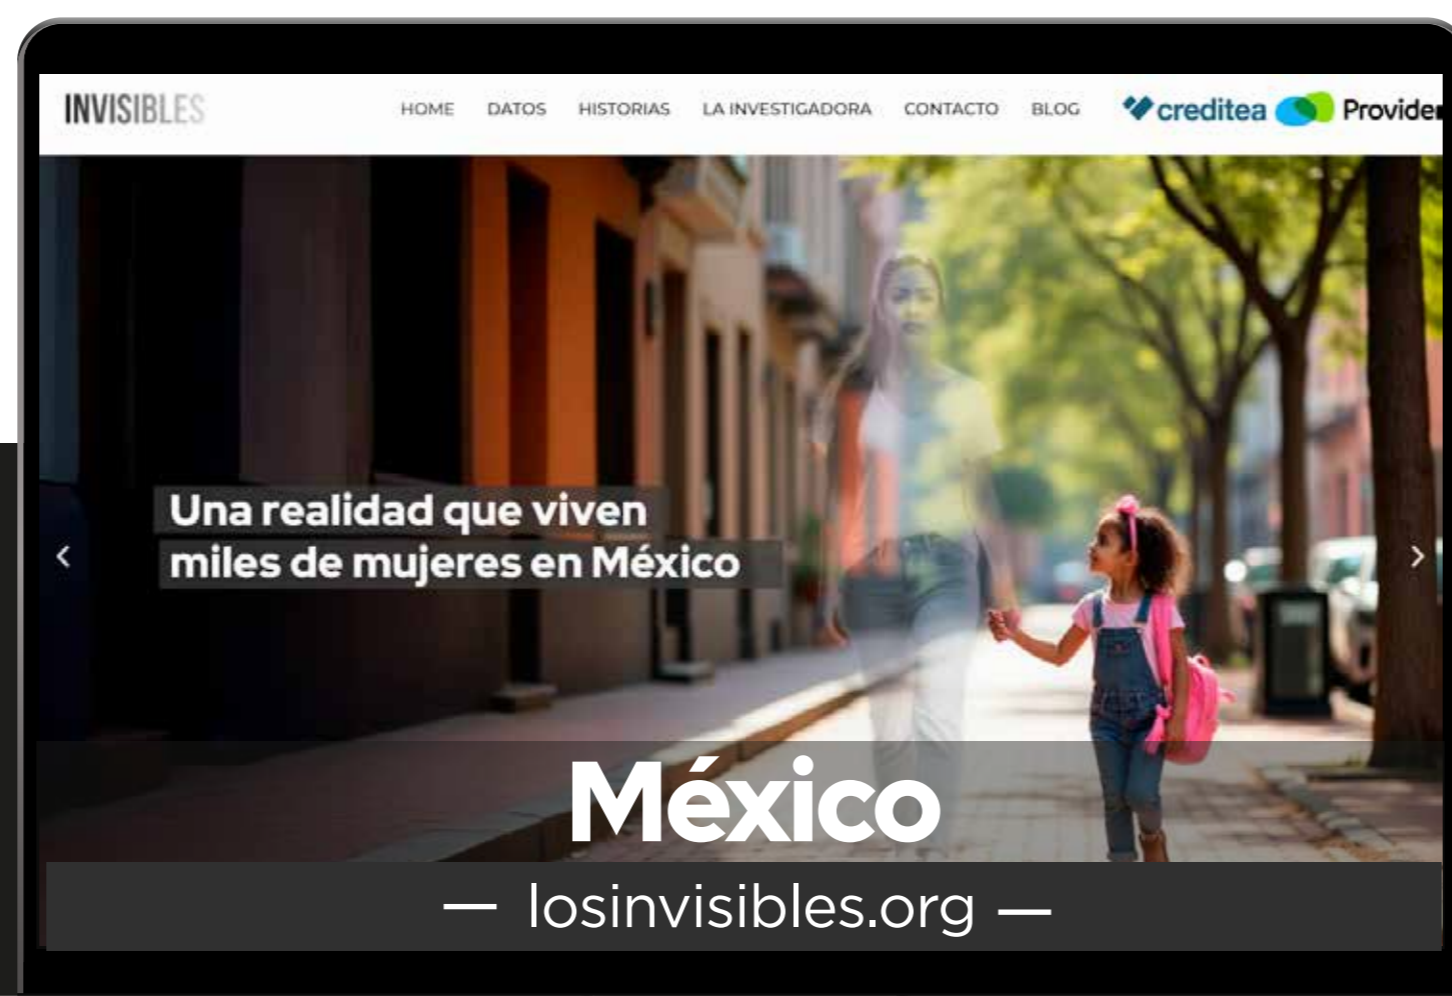 INVISIBLES
HOME DATOS HISTORIAS LA INVESTIGADORA CONTACTO BLOG creditea Provider
Una realidad que viven
miles de mujeres en México
México
— losinvisibles.org —